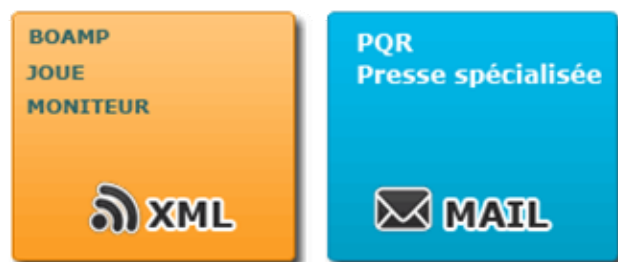 BOAMP
JOUE
MONITEUR
XML
PQR
Presse spécialisée
MAIL